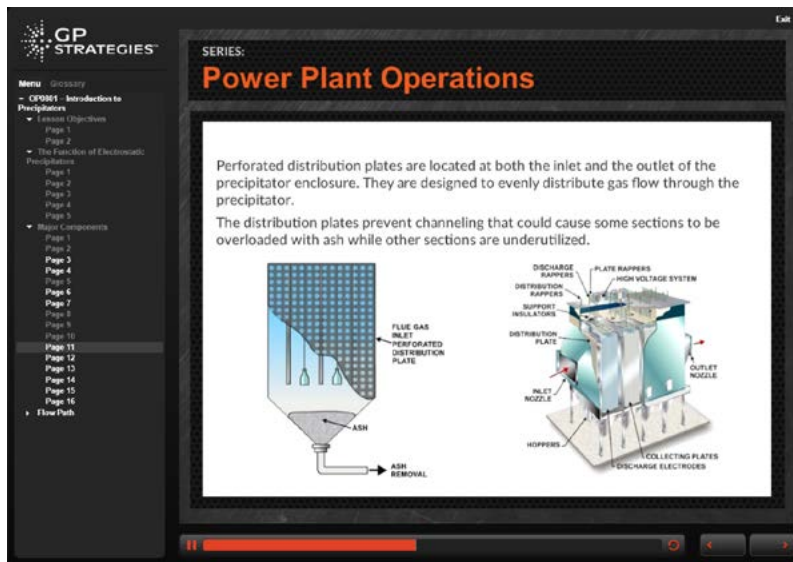 Exit
GP
STRATEGIES
Menu Glossary
OP0801 - Introduction to
Precipitators
Lesson Objectives
Page 1
Page 2
The Function of Electrostatic
Precipitators
Page 1
Page 2
Page 3
Page 4
Page 5
Major Components
Page 1
Page 2
Page 3
Page 4
Page 5
Page 6
Page 7
Page 8
Page 9
Page 10
Page 11
Page 12
Page 13
Page 14
Page 15
Page 16
Flow Path
SERIES:
Power Plant Operations
Perforated distribution plates are located at both the inlet and the outlet of the
precipitator enclosure. They are designed to evenly distribute gas flow through the
precipitator.
The distribution plates prevent channeling that could cause some sections to be
overloaded with ash while other sections are underutilized.
FLUE GAS
INLET
PERFORATED
DISTRIBUTION
PLATE
ASH
ASH
REMOVAL
DISCHARGE
RAPPERS
PLATE RAPPERS
HIGH VOLTAGE SYSTEM
DISTRIBUTION
RAPPERS
SUPPORT
INSULATORS
DISTRIBUTION
PLATE
OUTLET
NOZZLE
INLET
NOZZLE
HOPPERS
COLLECTING PLATES
DISCHARGE ELECTRODES